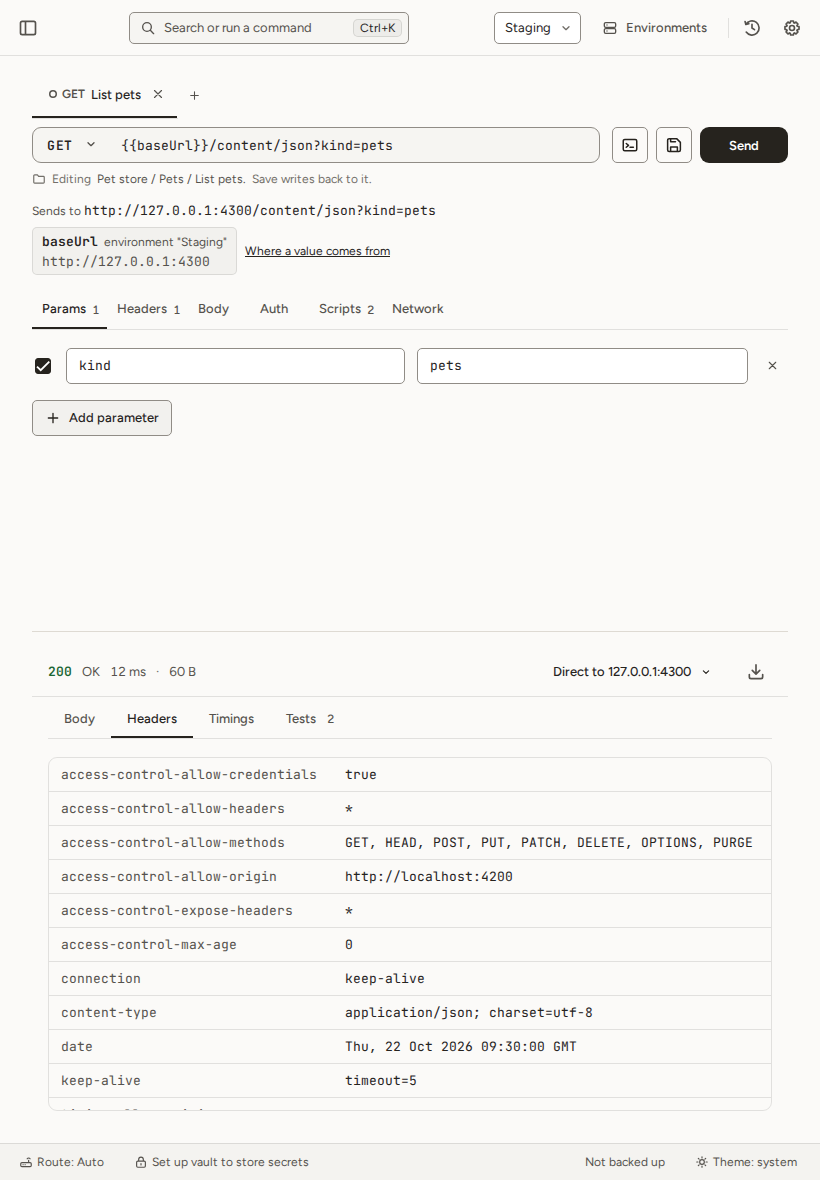 Search or run a command Ctrl+K Staging Environments
GET List pets
GET {{baseUrl}}/content/json?kind=pets Send
Editing Pet store / Pets / List pets. Save writes back to it.
Sends to http://127.0.0.1:4300/content/json?kind=pets
baseUrl environment "Staging"
http://127.0.0.1:4300
Where a value comes from
Params 1 Headers 1 Body Auth Scripts 2 Network
kind pets
Add parameter
200 OK 12 ms · 60 B Direct to 127.0.0.1:4300
Body Headers Timings Tests 2
access-control-allow-credentials true
access-control-allow-headers *
access-control-allow-methods GET, HEAD, POST, PUT, PATCH, DELETE, OPTIONS, PURGE
access-control-allow-origin http://localhost:4200
access-control-expose-headers *
access-control-max-age 0
connection keep-alive
content-type application/json; charset=utf-8
date Thu, 22 Oct 2026 09:30:00 GMT
keep-alive timeout=5
Route: Auto Set up vault to store secrets Not backed up Theme: system